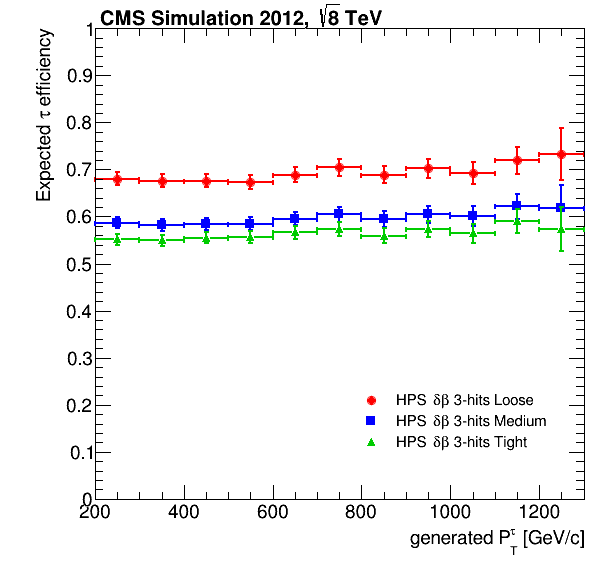 CMS Simulation 2012, √8 TeV
Expected τ efficiency
1
0.9
0.8
0.7
0.6
0.5
0.4
0.3
0.2
0.1
0
HPS δβ 3-hits Loose
HPS δβ 3-hits Medium
HPS δβ 3-hits Tight
200 400 600 800 1000 1200
generated P_T^τ [GeV/c]